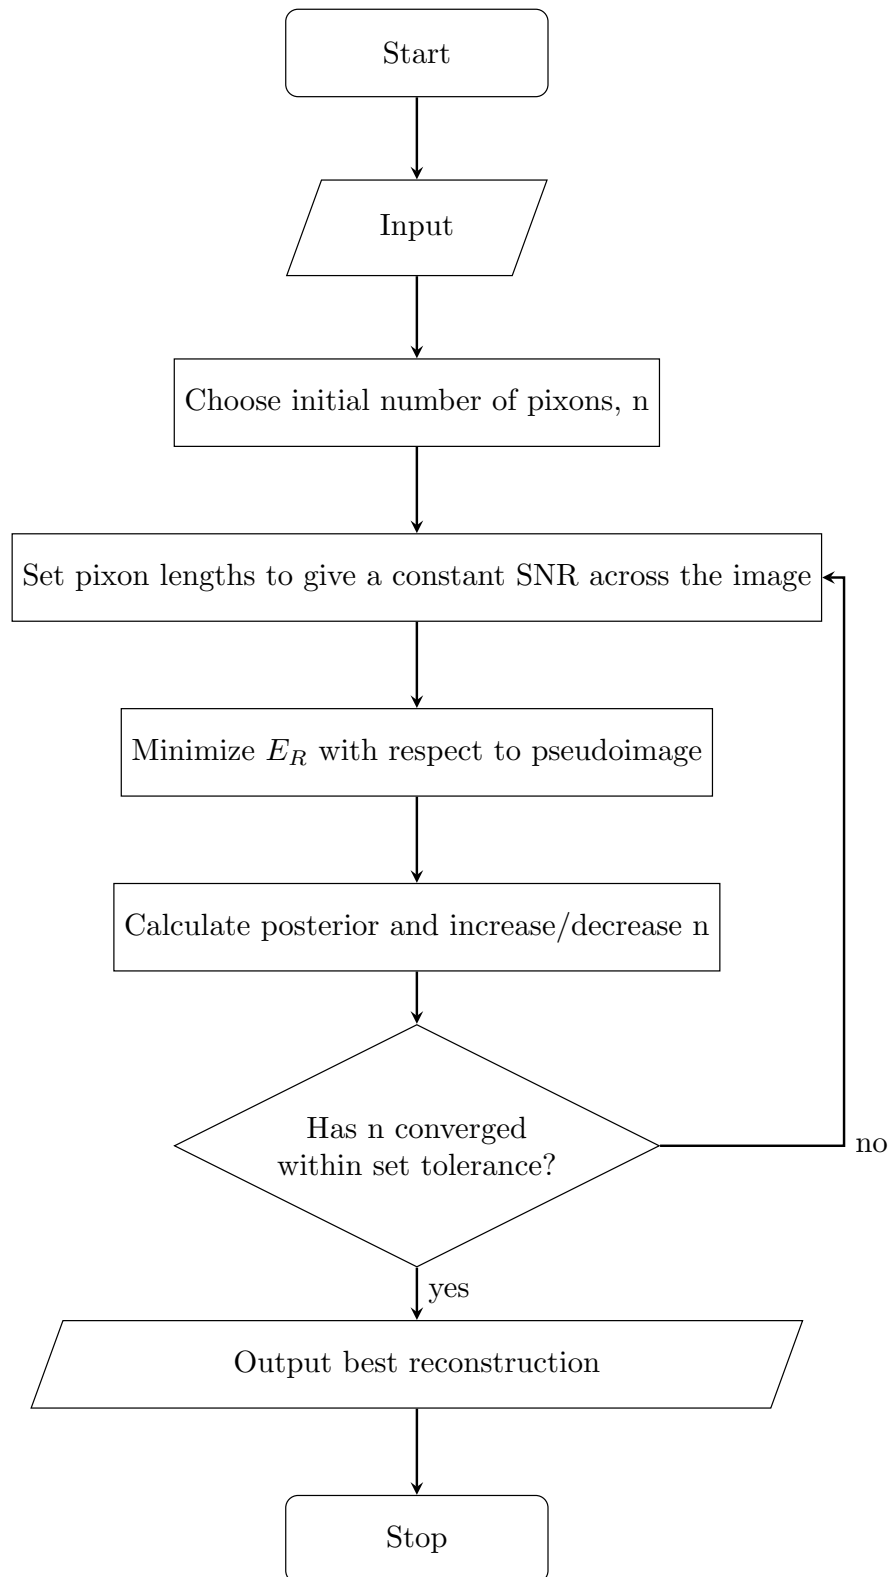 Start
Input
Choose initial number of pixons, n
Set pixon lengths to give a constant SNR across the image
Minimize E_R with respect to pseudoimage
Calculate posterior and increase/decrease n
Has n converged
within set tolerance?
no
yes
Output best reconstruction
Stop